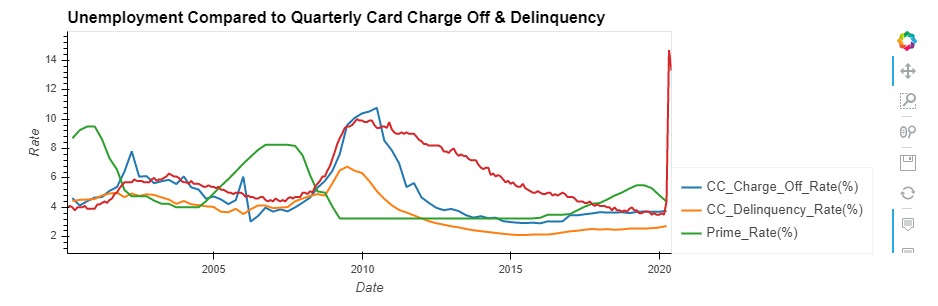 Unemployment Compared to Quarterly Card Charge Off & Delinquency
14
12
10
8
6
4
2
Rate
2005
2010
2015
2020
Date
CC_Charge_Off_Rate(%)
CC_Delinquency_Rate(%)
Prime_Rate(%)